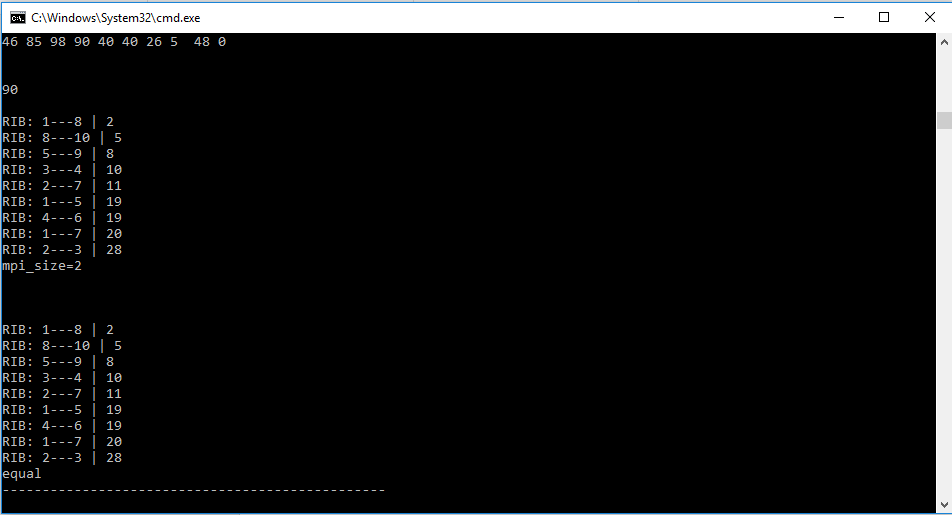 C:\Windows\System32\cmd.exe
46 85 98 90 40 40 26 5  48 0
90
RIB: 1---8 | 2
RIB: 8---10 | 5
RIB: 5---9 | 8
RIB: 3---4 | 10
RIB: 2---7 | 11
RIB: 1---5 | 19
RIB: 4---6 | 19
RIB: 1---7 | 20
RIB: 2---3 | 28
mpi_size=2
RIB: 1---8 | 2
RIB: 8---10 | 5
RIB: 5---9 | 8
RIB: 3---4 | 10
RIB: 2---7 | 11
RIB: 1---5 | 19
RIB: 4---6 | 19
RIB: 1---7 | 20
RIB: 2---3 | 28
equal
------------------------------------------------